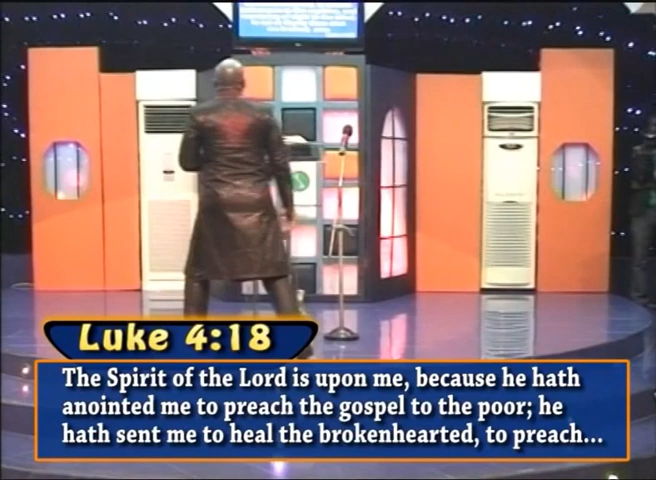 Luke 4:18
The Spirit of the Lord is upon me, because he hath
anointed me to preach the gospel to the poor; he
hath sent me to heal the brokenhearted, to preach...